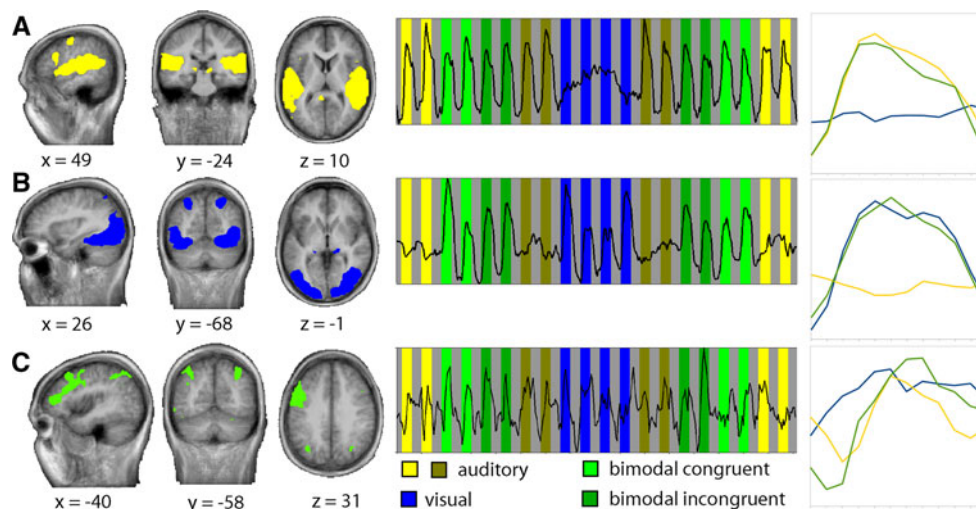 A
x = 49
y = -24
z = 10
B
x = 26
y = -68
z = -1
C
x = -40
y = -58
z = 31
auditory
bimodal congruent
visual
bimodal incongruent